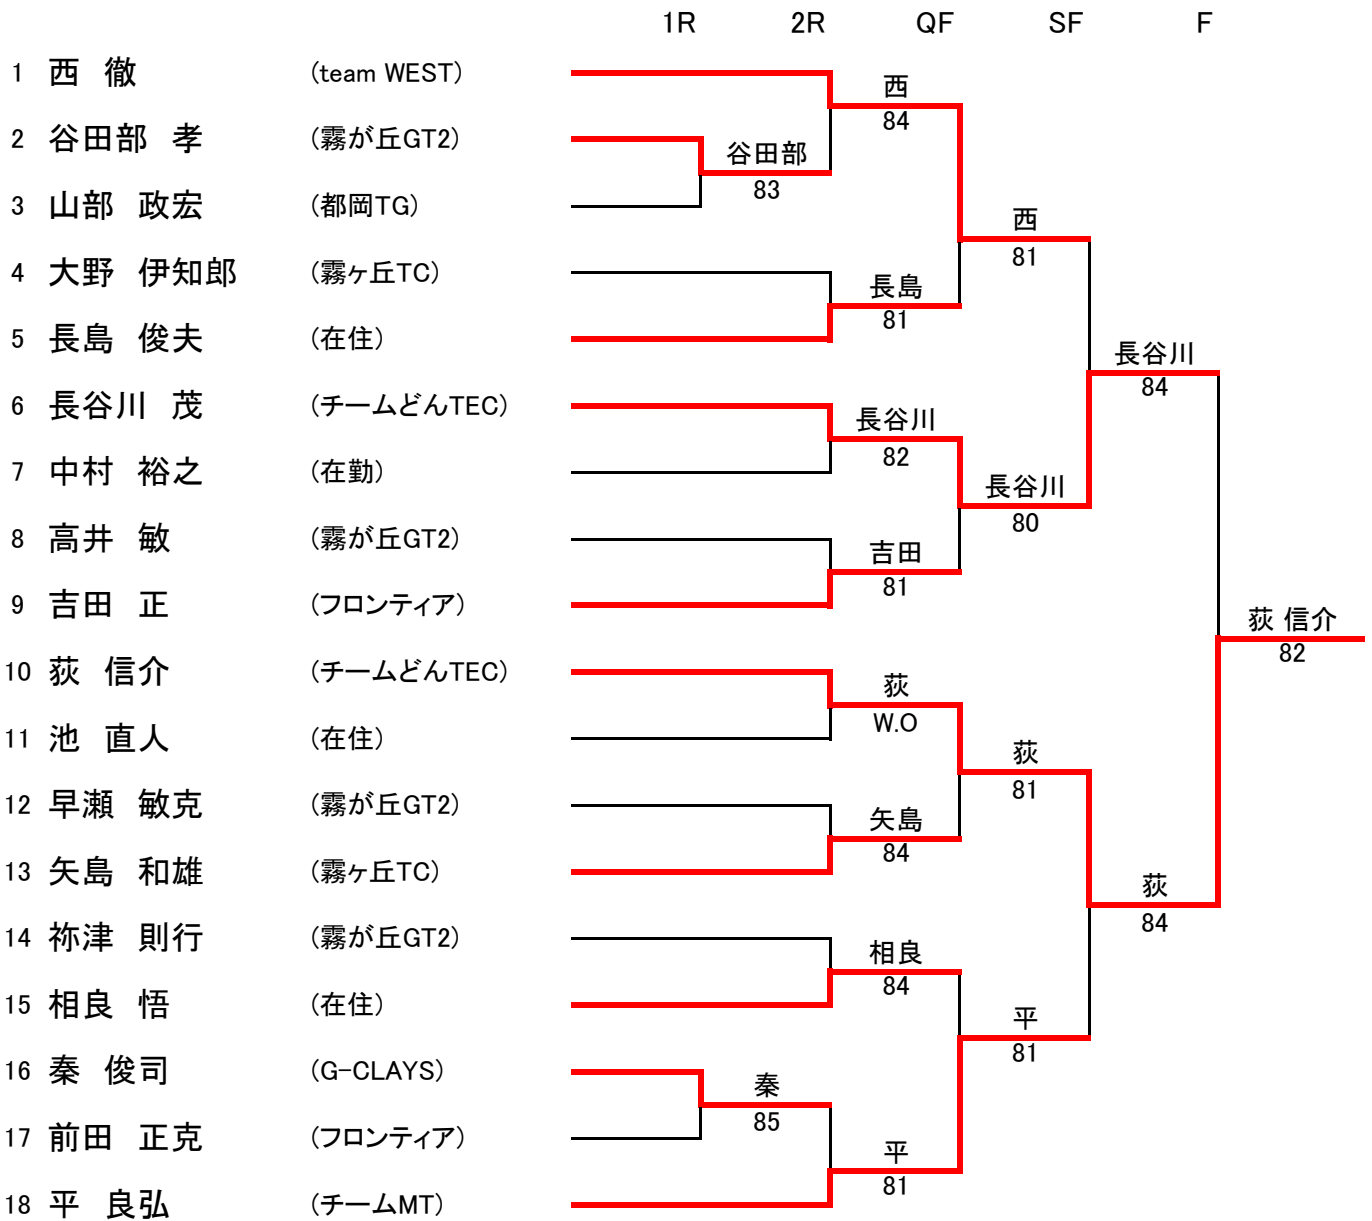 1R 2R QF SF F
1 西 徹 (team WEST)
西
84
2 谷田部 孝 (霧が丘GT2)
谷田部
83
3 山部 政宏 (都岡TG)
西
81
4 大野 伊知郎 (霧ヶ丘TC)
長島
81
5 長島 俊夫 (在住)
長谷川
84
6 長谷川 茂 (チームどんTEC)
長谷川
82
7 中村 裕之 (在勤)
長谷川
80
8 高井 敏 (霧が丘GT2)
吉田
81
9 吉田 正 (フロンティア)
荻 信介
82
10 荻 信介 (チームどんTEC)
荻
W.O
11 池 直人 (在住)
荻
81
12 早瀬 敏克 (霧が丘GT2)
矢島
84
13 矢島 和雄 (霧ヶ丘TC)
荻
84
14 祢津 則行 (霧が丘GT2)
相良
84
15 相良 悟 (在住)
平
81
16 秦 俊司 (G-CLAYS)
秦
85
17 前田 正克 (フロンティア)
平
81
18 平 良弘 (チームMT)